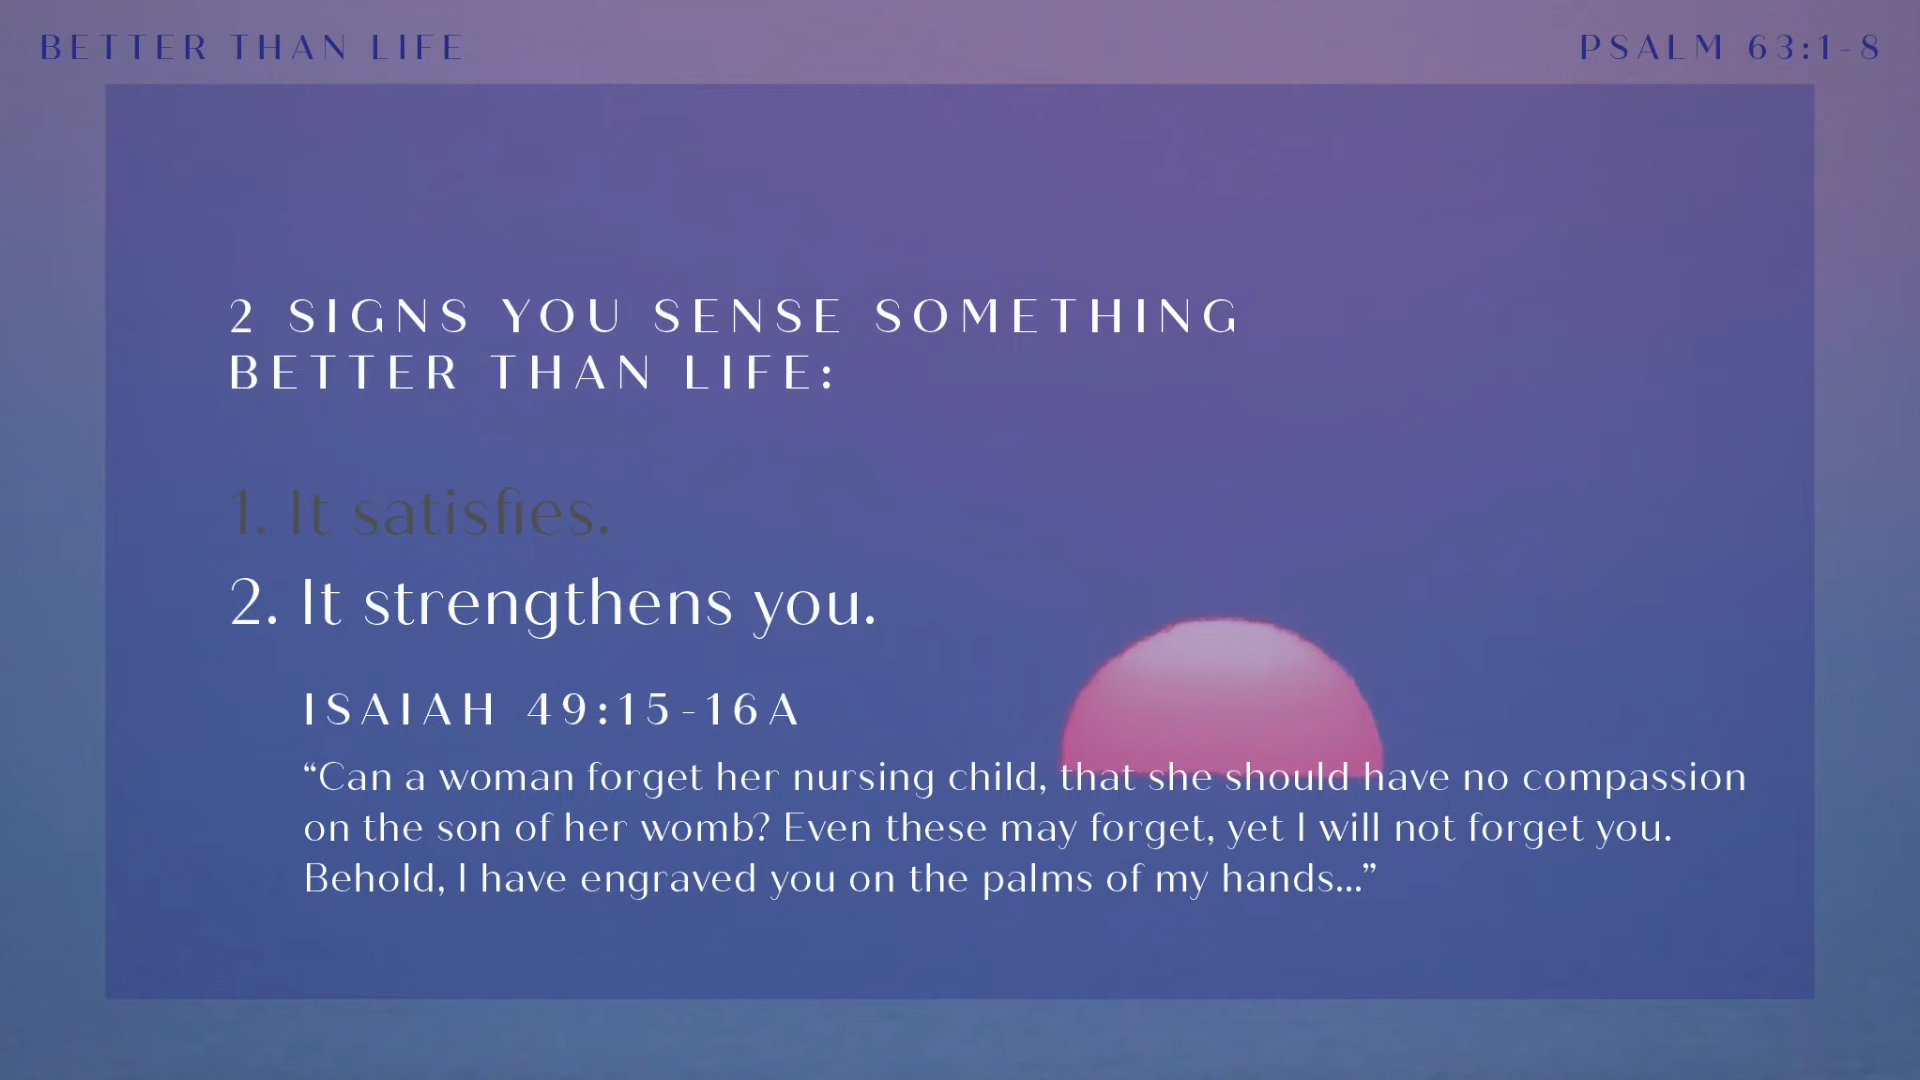 BETTER THAN LIFE
PSALM 63:1-8
2 SIGNS YOU SENSE SOMETHING
BETTER THAN LIFE:
1. It satisfies.
2. It strengthens you.
ISAIAH 49:15-16A
“Can a woman forget her nursing child, that she should have no compassion
on the son of her womb? Even these may forget, yet I will not forget you.
Behold, I have engraved you on the palms of my hands...”